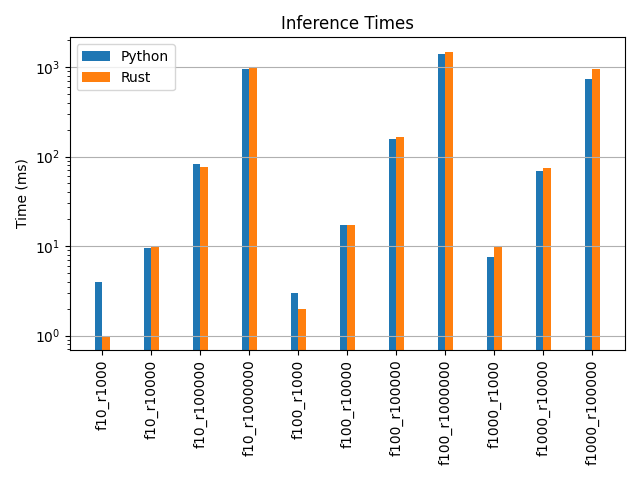 Inference Times
Python
Rust
Time (ms)
10³
10²
10¹
10⁰
f10_r1000
f10_r10000
f10_r100000
f10_r1000000
f100_r1000
f100_r10000
f100_r100000
f100_r1000000
f1000_r1000
f1000_r10000
f1000_r100000